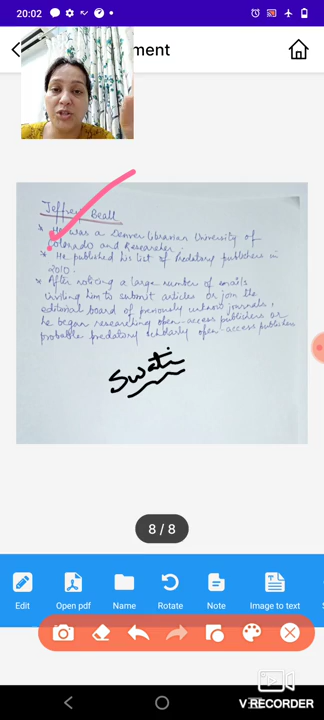 20:02
ment
Jeffrey Beall
* He was a Denver librarian University of
Colorado and Researcher.
* He published his list of Predatory publishers in
2010.
* After noticing a large number of emails
inviting him to submit articles or join the
editorial board of
journals,
he began researching open-access publishers or
probable predatory scholarly open-access publishers
Swati
8 / 8
Edit
Open pdf
Name
Rotate
Note
Image to text
S
V RECORDER